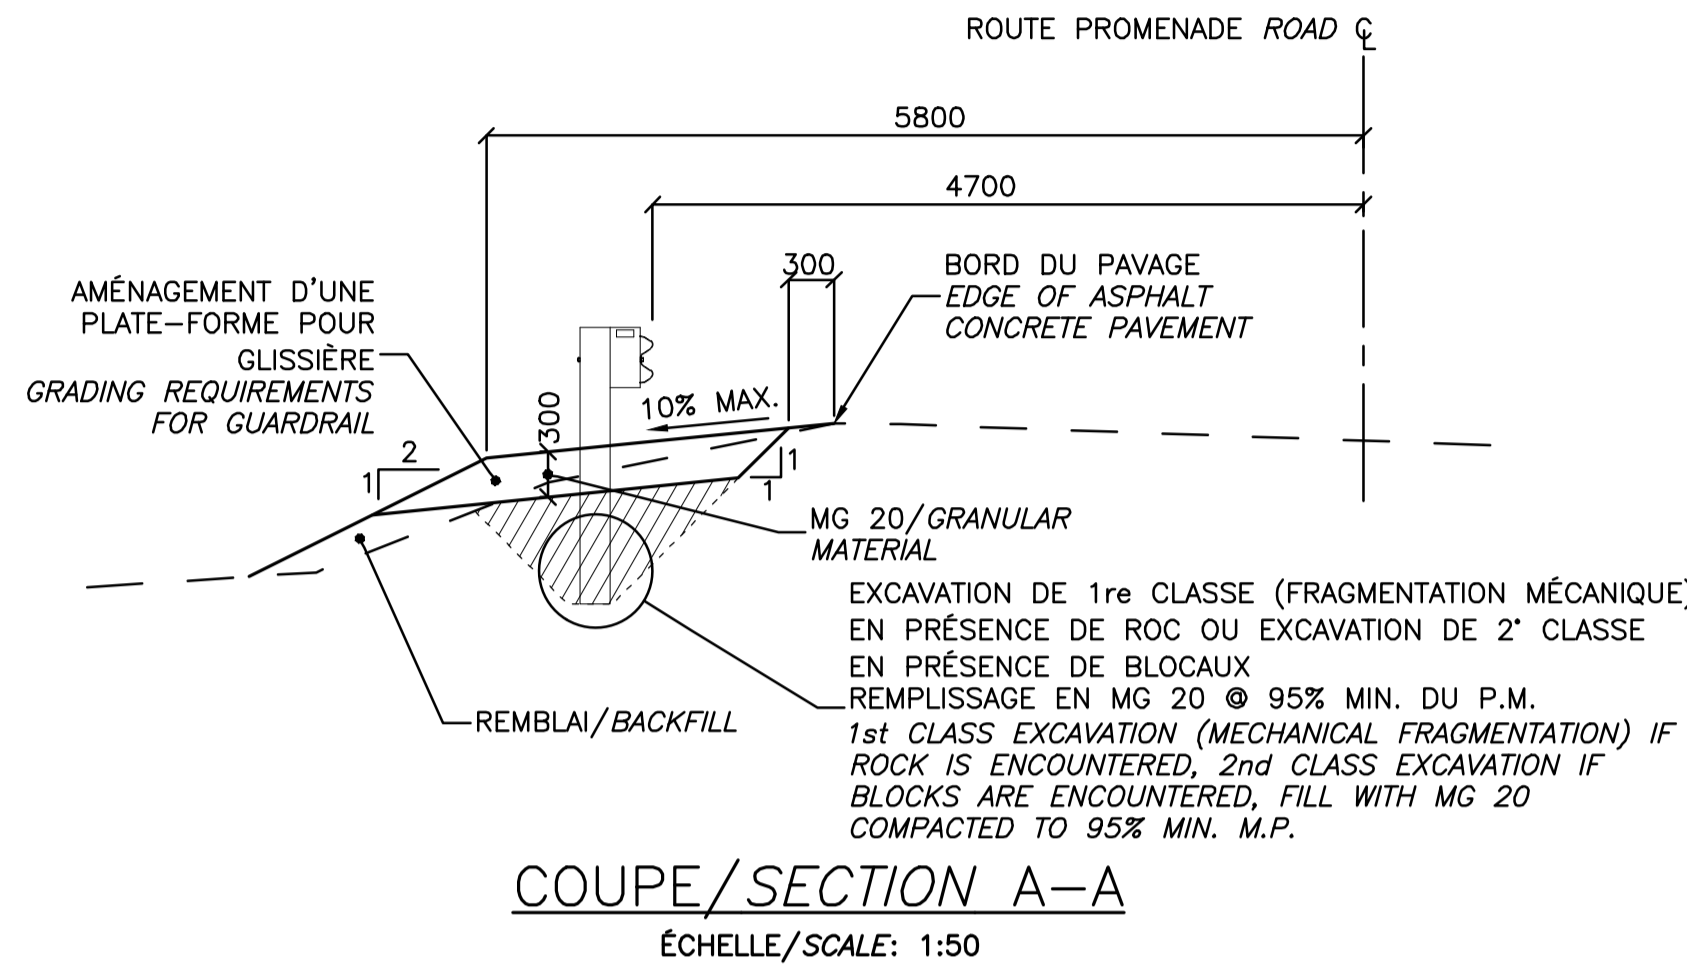 ROUTE PROMENADE ROAD ℄
5800
4700
300
BORD DU PAVAGE
EDGE OF ASPHALT
CONCRETE PAVEMENT
AMÉNAGEMENT D'UNE
PLATE-FORME POUR
GLISSIÈRE
GRADING REQUIREMENTS
FOR GUARDRAIL
10% MAX.
300
2
1
1
1
MG 20/GRANULAR
MATERIAL
EXCAVATION DE 1re CLASSE (FRAGMENTATION MÉCANIQUE)
EN PRÉSENCE DE ROC OU EXCAVATION DE 2e CLASSE
EN PRÉSENCE DE BLOCAUX
REMPLISSAGE EN MG 20 @ 95% MIN. DU P.M.
1st CLASS EXCAVATION (MECHANICAL FRAGMENTATION) IF
ROCK IS ENCOUNTERED, 2nd CLASS EXCAVATION IF
BLOCKS ARE ENCOUNTERED, FILL WITH MG 20
COMPACTED TO 95% MIN. M.P.
REMBLAI/BACKFILL
COUPE/SECTION A-A
ÉCHELLE/SCALE: 1:50